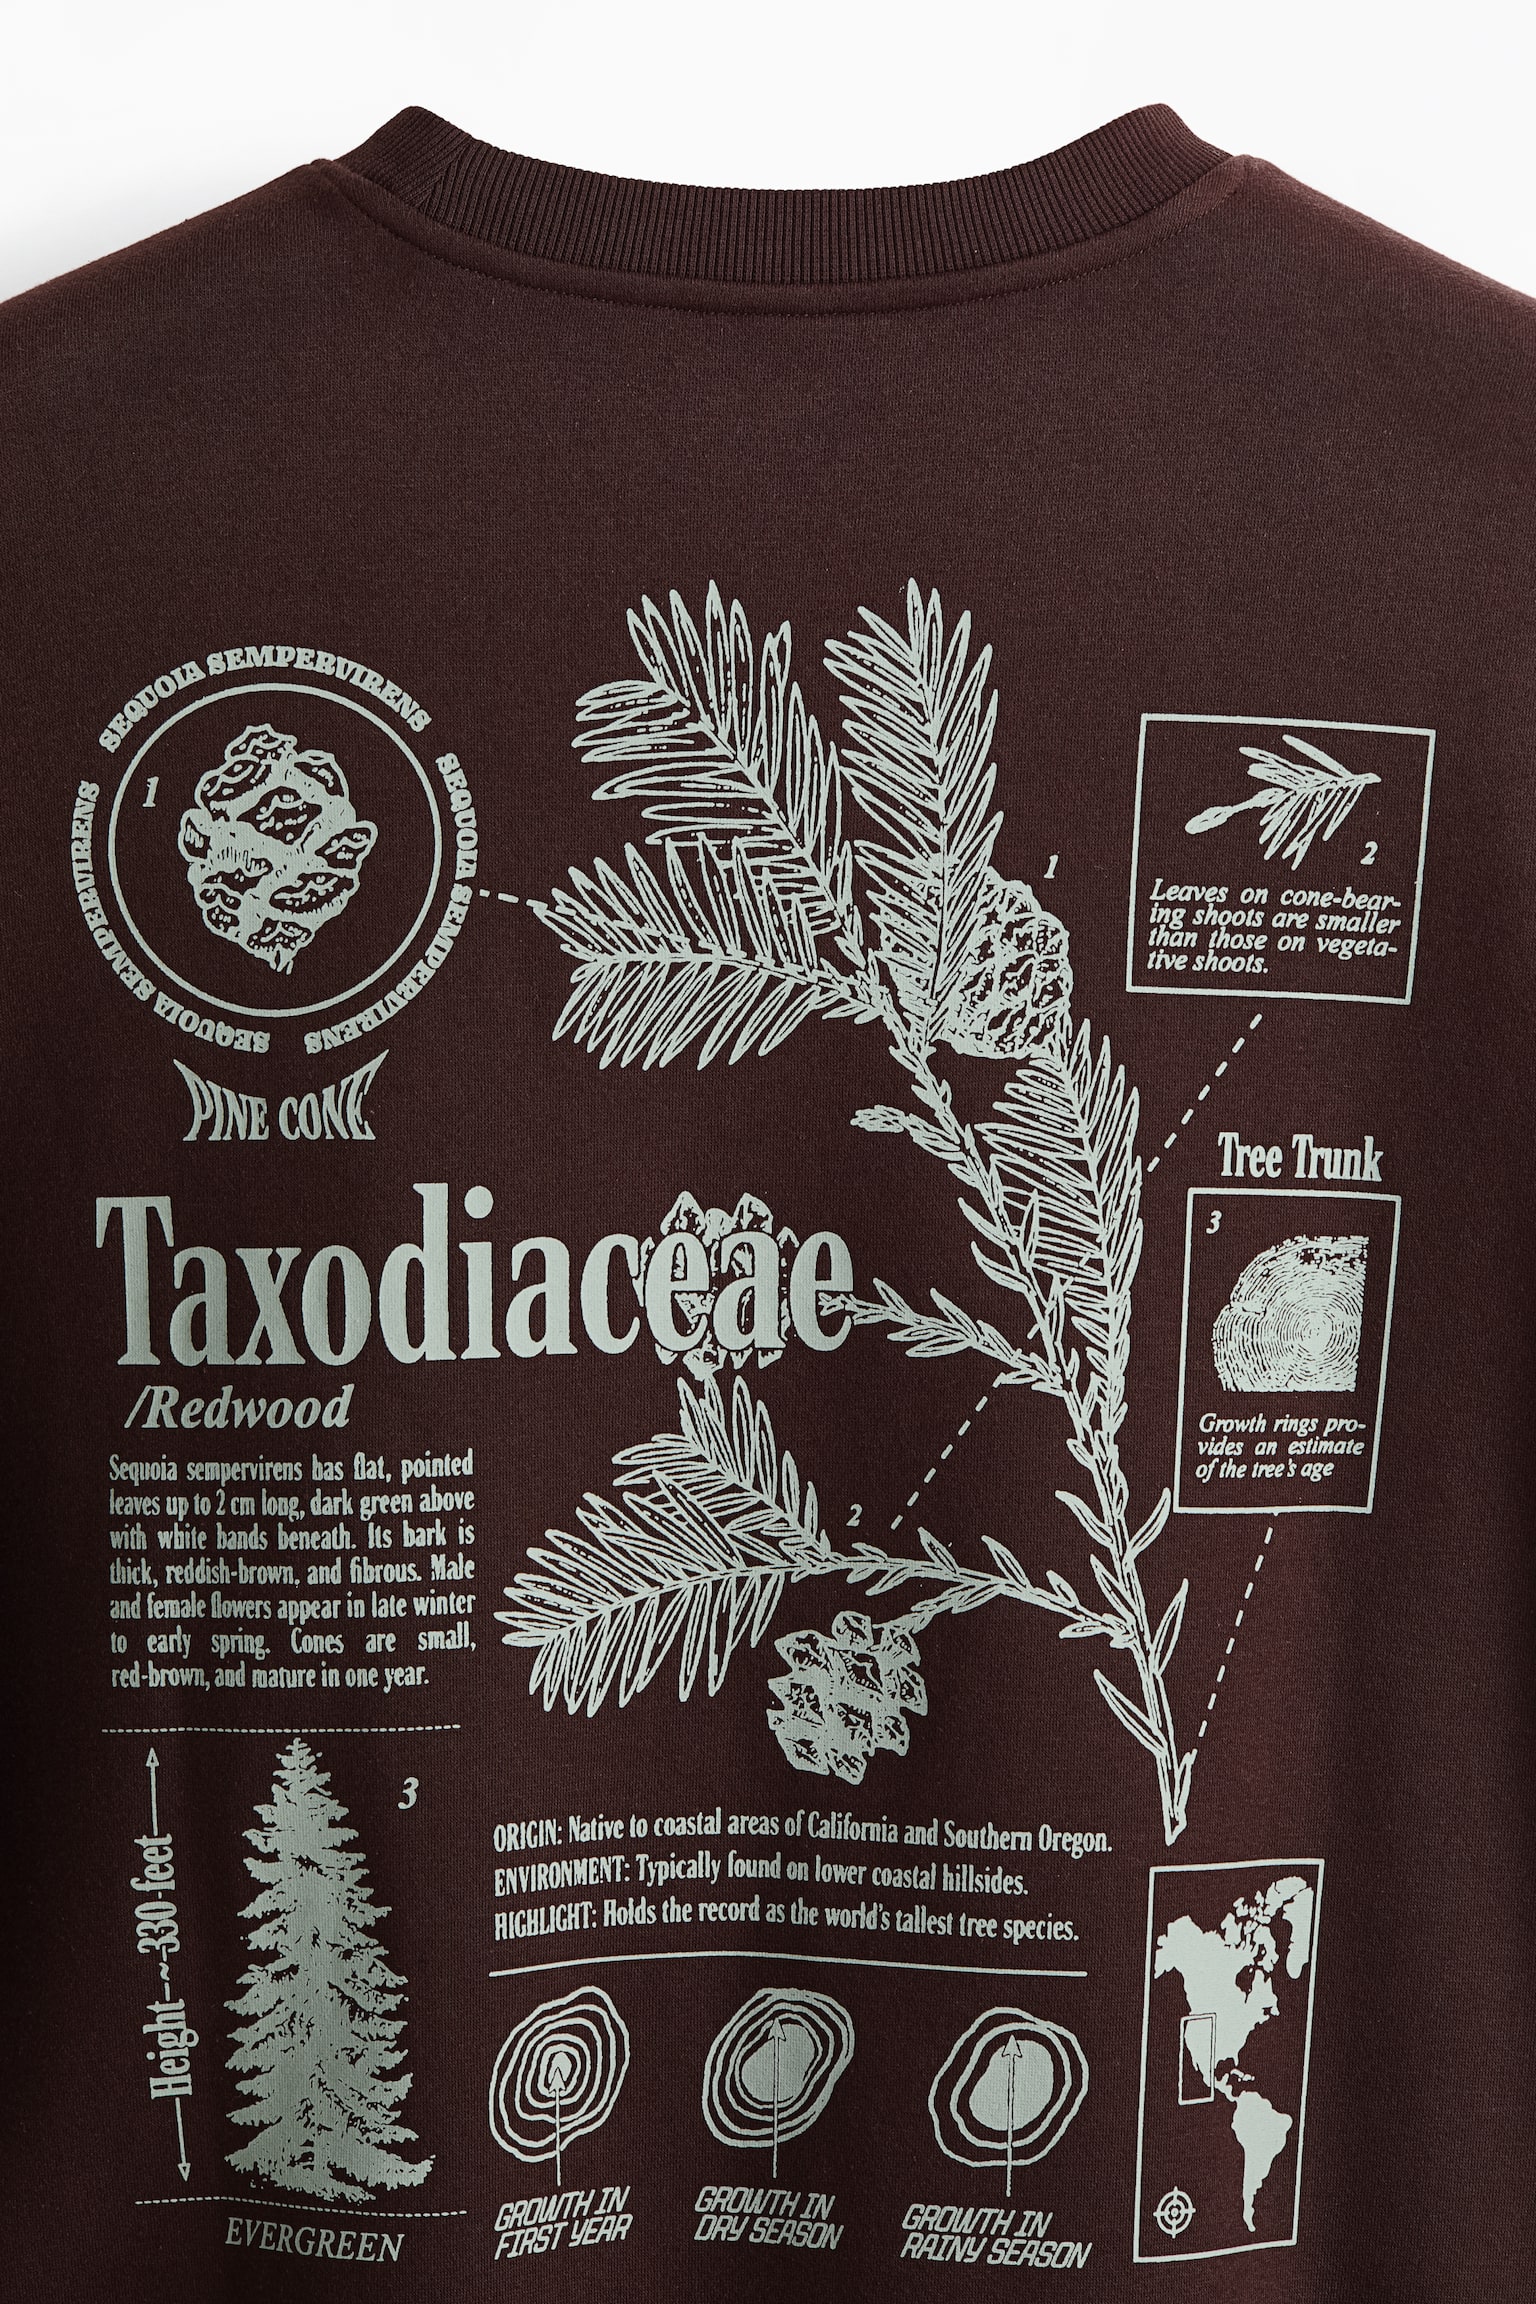 SEQUOIA SEMPERVIRENS
SEQUOIA SEMPERVIRENS
SEQUOIA SEMPERVIRENS
1
PINE CONE
1
2
Leaves on cone-bear-
ing shoots are smaller
than those on vegeta-
tive shoots.
Tree Trunk
3
Growth rings pro-
vides an estimate
of the tree's age
Taxodiaceae
/Redwood
Sequoia sempervirens has flat, pointed
leaves up to 2 cm long, dark green above
with white bands beneath. Its bark is
thick, reddish-brown, and fibrous. Male
and female flowers appear in late winter
to early spring. Cones are small,
red-brown, and mature in one year.
2
3
Height—~330-feet
EVERGREEN
ORIGIN: Native to coastal areas of California and Southern Oregon.
ENVIRONMENT: Typically found on lower coastal hillsides.
HIGHLIGHT: Holds the record as the world's tallest tree species.
GROWTH IN
FIRST YEAR
GROWTH IN
DRY SEASON
GROWTH IN
RAINY SEASON